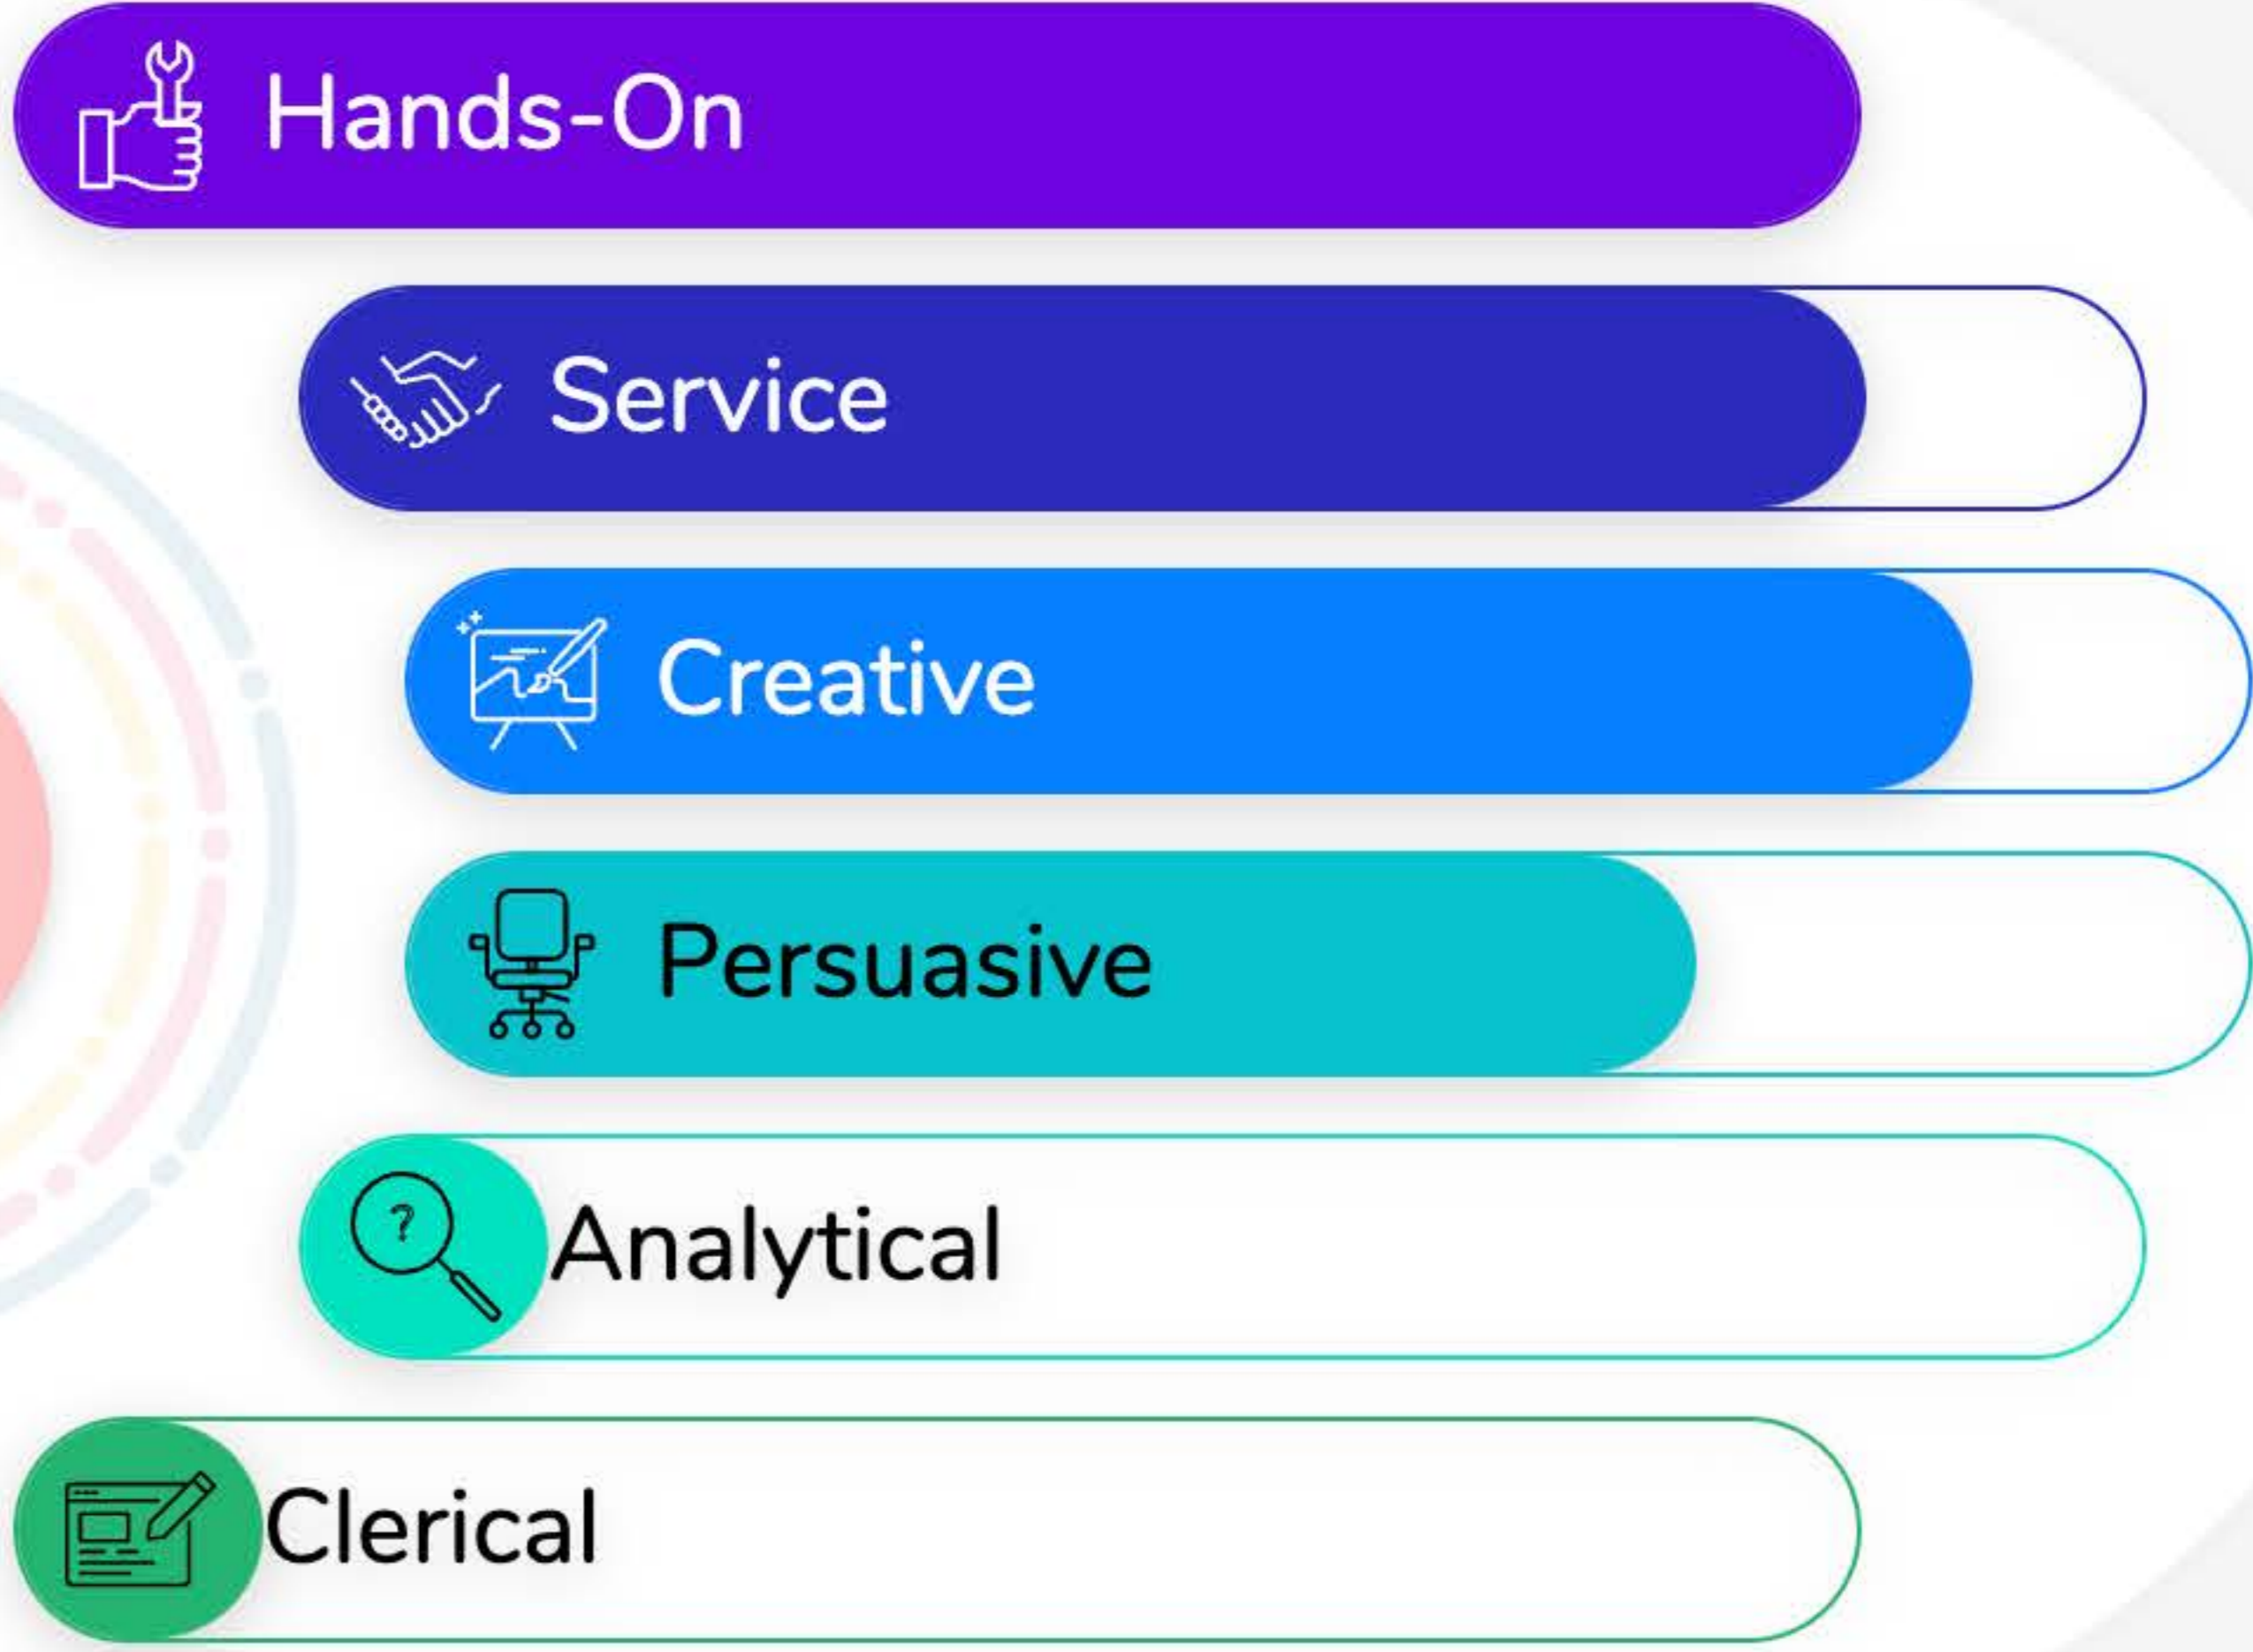 Hands-On
Service
Creative
Persuasive
?
Analytical
Clerical